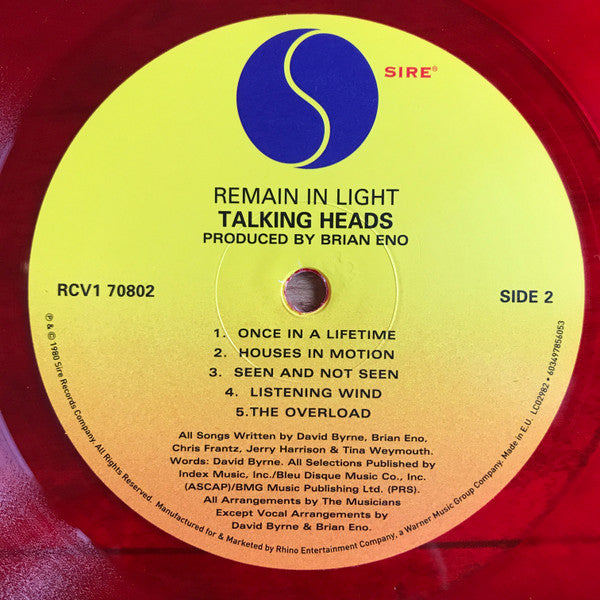 SIRE®
REMAIN IN LIGHT
TALKING HEADS
PRODUCED BY BRIAN ENO
RCV1 70802
SIDE 2
1. ONCE IN A LIFETIME
2. HOUSES IN MOTION
3. SEEN AND NOT SEEN
4. LISTENING WIND
5.THE OVERLOAD
All Songs Written by David Byrne, Brian Eno,
Chris Frantz, Jerry Harrison & Tina Weymouth.
Words: David Byrne. All Selections Published by
Index Music, Inc./Bleu Disque Music Co., Inc.
(ASCAP)/BMG Music Publishing Ltd. (PRS).
All Arrangements by The Musicians
Except Vocal Arrangements by
David Byrne & Brian Eno.
℗ & © 1980 Sire Records Company. All Rights Reserved. Manufactured for & Marketed by Rhino Entertainment Company, a Warner Music Group Company. Made in E.U. LC02982 • 603497856053